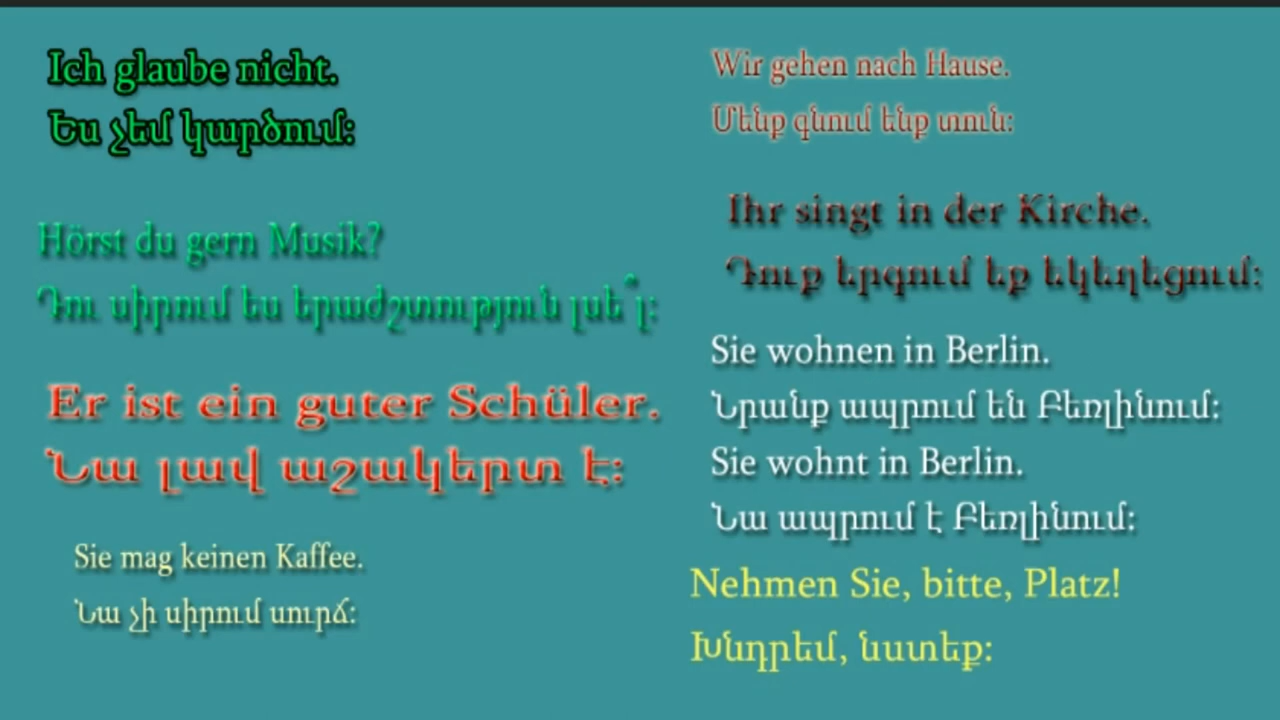 Ich glaube nicht.
Ես չեմ կարծում:
Hörst du gern Musik?
Դու սիրում ես երաժշտություն լսե՞լ:
Er ist ein guter Schüler.
Նա լավ աշակերտ է:
Sie mag keinen Kaffee.
Նա չի սիրում սուրճ:
Wir gehen nach Hause.
Մենք գնում ենք տուն:
Ihr singt in der Kirche.
Դուք երգում եք եկեղեցում:
Sie wohnen in Berlin.
Նրանք ապրում են Բեռլինում:
Sie wohnt in Berlin.
Նա ապրում է Բեռլինում:
Nehmen Sie, bitte, Platz!
Խնդրեմ, նստեք: